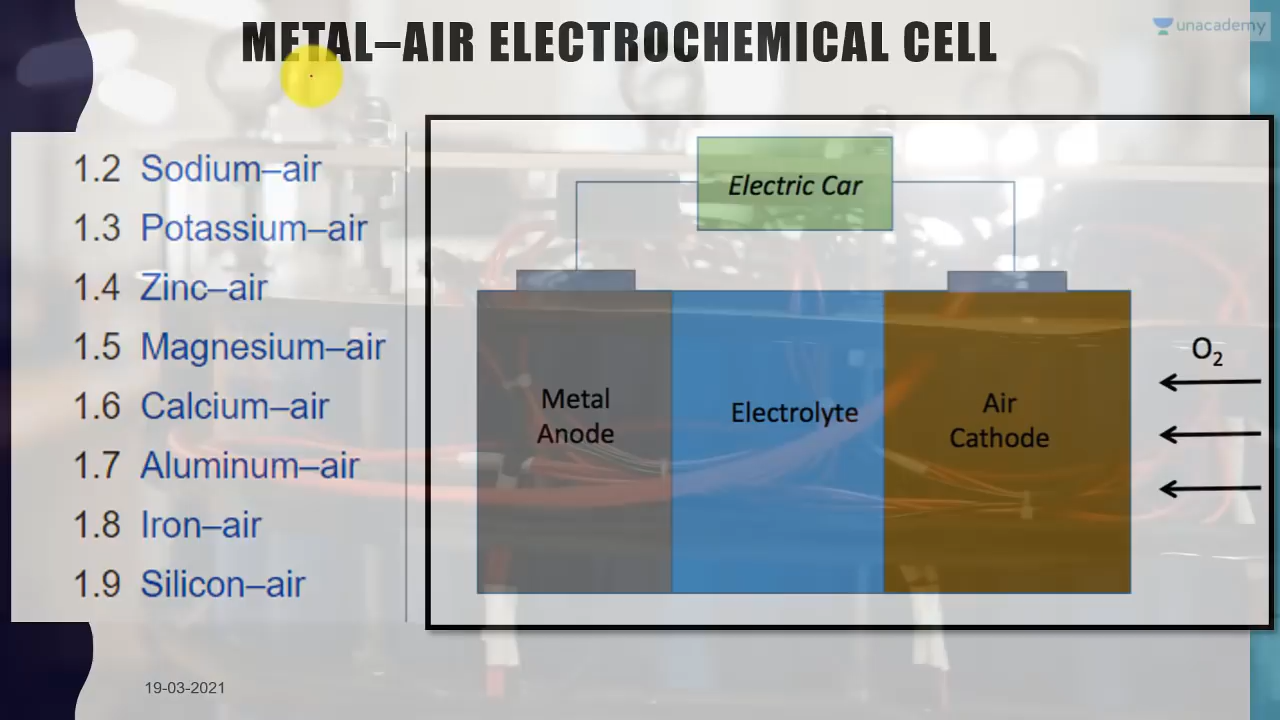 METAL–AIR ELECTROCHEMICAL CELL
unacademy
1.2 Sodium–air
1.3 Potassium–air
1.4 Zinc–air
1.5 Magnesium–air
1.6 Calcium–air
1.7 Aluminum–air
1.8 Iron–air
1.9 Silicon–air
Electric Car
Metal
Anode
Electrolyte
Air
Cathode
O₂
19-03-2021